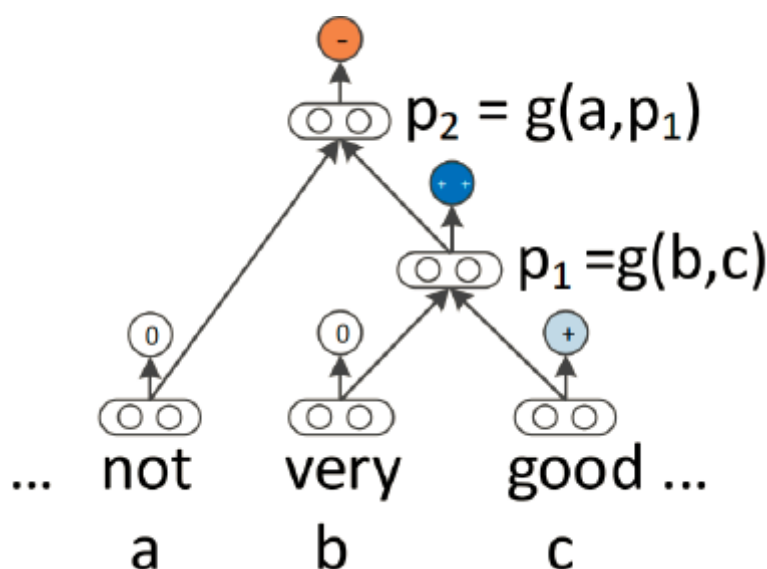 -
p₂ = g(a,p₁)
+ +
p₁ =g(b,c)
0 0 +
... not very good ...
a b c